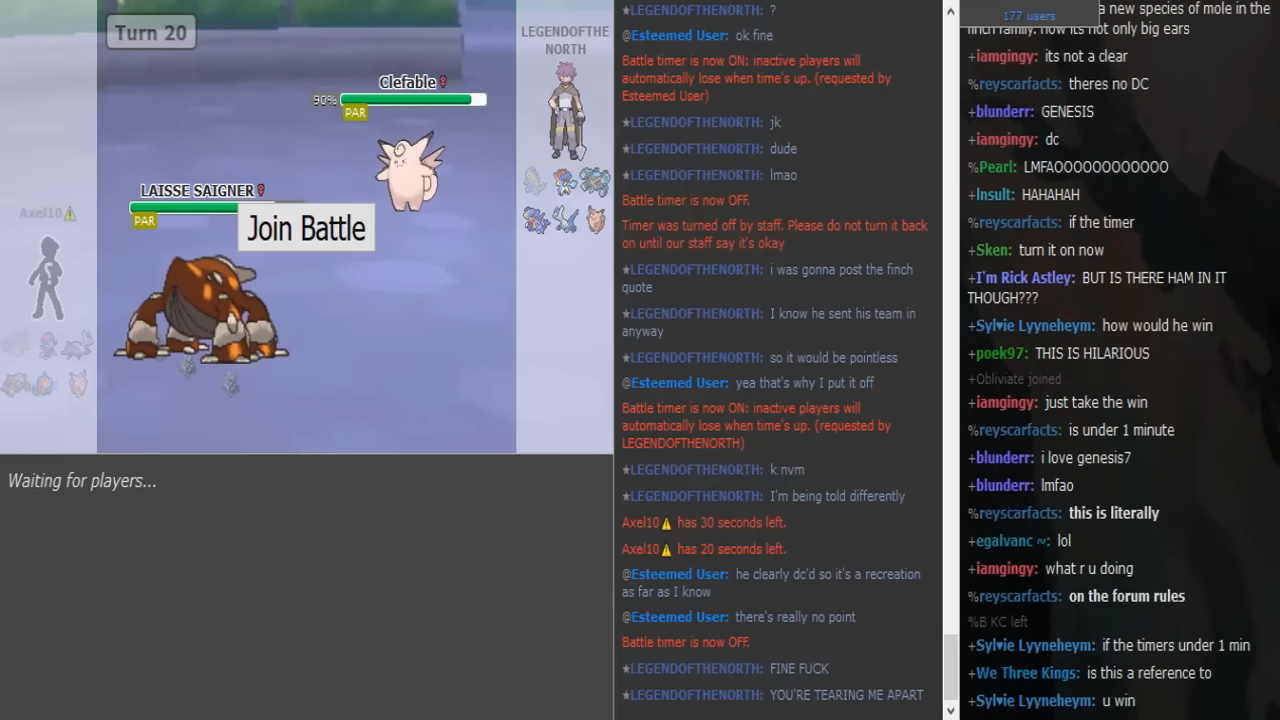 Turn 20
Clefable
90%
PAR
LAISSE SAIGNER
PAR
Join Battle
Axel10
LEGENDOFTHE
NORTH
Waiting for players...
★LEGENDOFTHENORTH: ?
@Esteemed User: ok fine
Battle timer is now ON: inactive players will
automatically lose when time's up. (requested by
Esteemed User)
★LEGENDOFTHENORTH: jk
★LEGENDOFTHENORTH: dude
★LEGENDOFTHENORTH: lmao
Battle timer is now OFF.
Timer was turned off by staff. Please do not turn it back
on until our staff say it's okay
★LEGENDOFTHENORTH: i was gonna post the finch
quote
★LEGENDOFTHENORTH: I know he sent his team in
anyway
★LEGENDOFTHENORTH: so it would be pointless
@Esteemed User: yea that's why I put it off
Battle timer is now ON: inactive players will
automatically lose when time's up. (requested by
LEGENDOFTHENORTH)
★LEGENDOFTHENORTH: k nvm
★LEGENDOFTHENORTH: I'm being told differently
Axel10⚠ has 30 seconds left.
Axel10⚠ has 20 seconds left.
@Esteemed User: he clearly dc'd so it's a recreation
as far as I know
@Esteemed User: there's really no point
Battle timer is now OFF.
★LEGENDOFTHENORTH: FINE FUCK
★LEGENDOFTHENORTH: YOU'RE TEARING ME APART
177 users
a new species of mole in the
finch family. now its not only big ears
+iamgingy: its not a clear
%reyscarfacts: theres no DC
+blunderr: GENESIS
+iamgingy: dc
%Pearl: LMFAOOOOOOOOOOO
+Insult: HAHAHAH
%reyscarfacts: if the timer
+Sken: turn it on now
+I'm Rick Astley: BUT IS THERE HAM IN IT
THOUGH???
+Sylv♥ie Lyyneheym: how would he win
+poek97: THIS IS HILARIOUS
+Obliviate joined
+iamgingy: just take the win
%reyscarfacts: is under 1 minute
+blunderr: i love genesis7
+blunderr: lmfao
%reyscarfacts: this is literally
+egalvanc ~: lol
+iamgingy: what r u doing
%reyscarfacts: on the forum rules
%B KC left
+Sylv♥ie Lyyneheym: if the timers under 1 min
+We Three Kings: is this a reference to
+Sylv♥ie Lyyneheym: u win